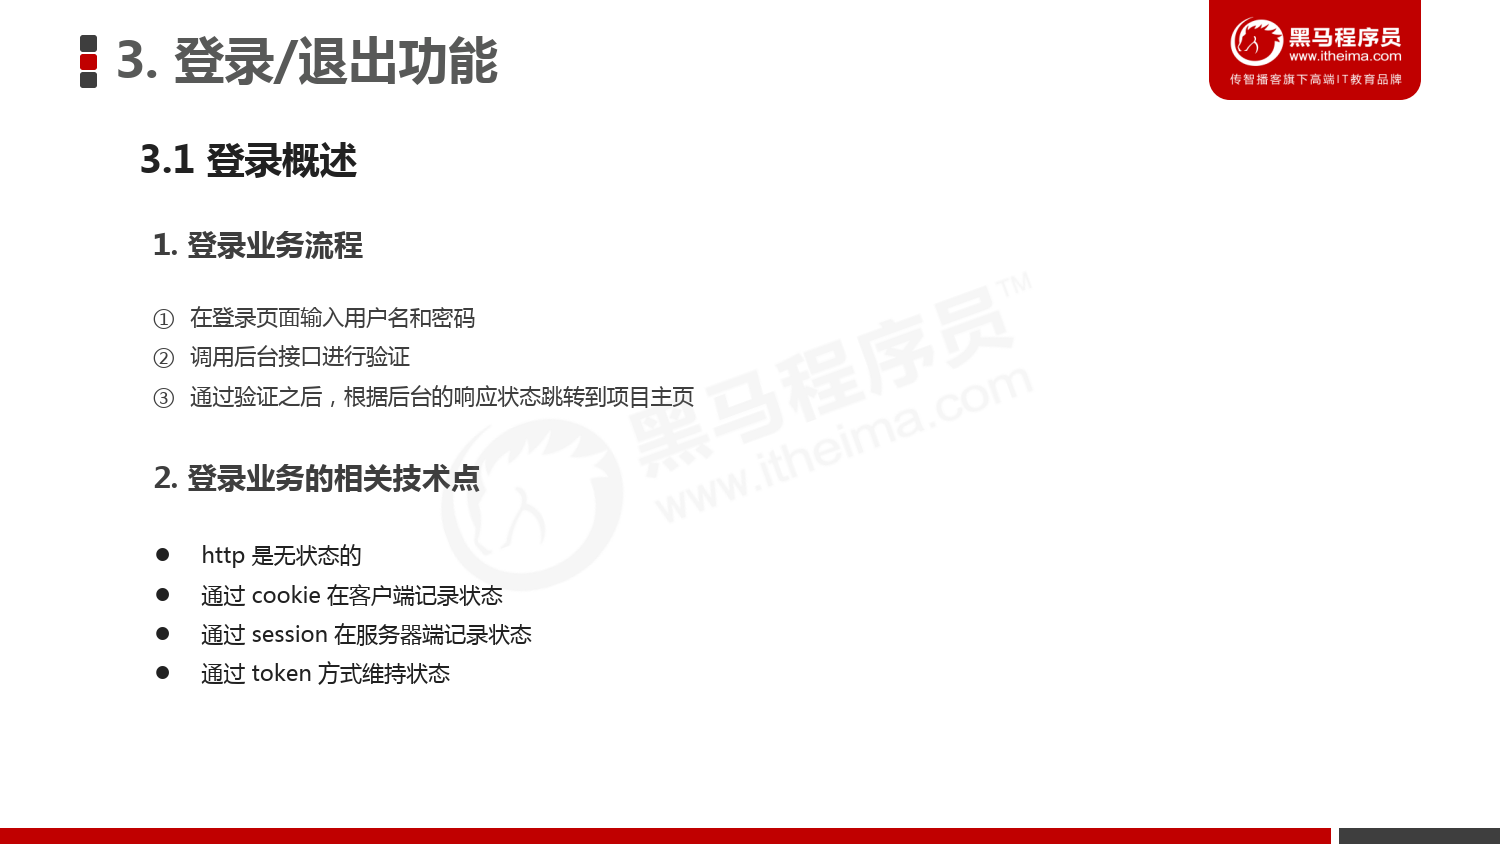 3. 登录/退出功能
黑马程序员
www.itheima.com
传智播客旗下高端IT教育品牌
3.1 登录概述
1. 登录业务流程
① 在登录页面输入用户名和密码
② 调用后台接口进行验证
③ 通过验证之后，根据后台的响应状态跳转到项目主页
2. 登录业务的相关技术点
● http 是无状态的
● 通过 cookie 在客户端记录状态
● 通过 session 在服务器端记录状态
● 通过 token 方式维持状态
黑马程序员™
www.itheima.com